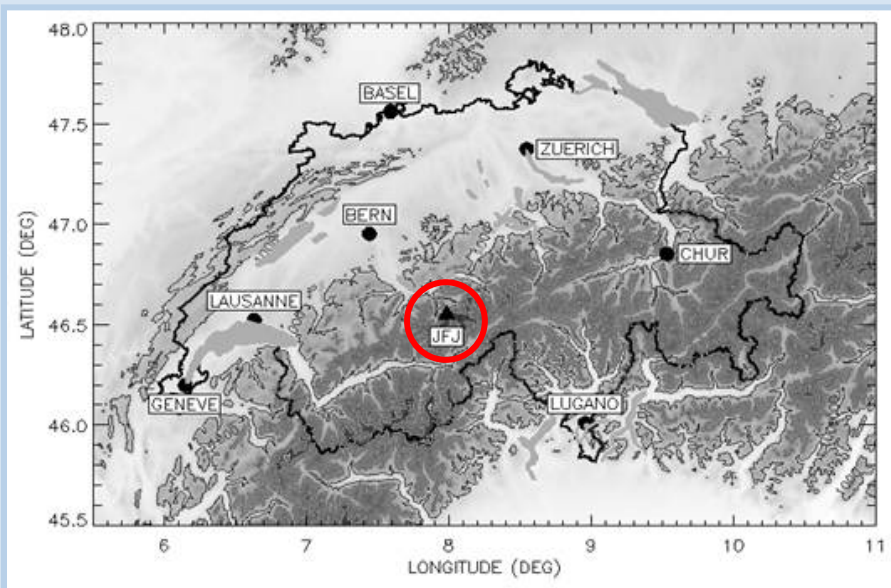 48.0
BASEL
47.5
ZUERICH
47.0
BERN
CHUR
LAUSANNE
46.5
JFJ
GENEVE
LUGANO
46.0
45.5
6 7 8 9 10 11
LATITUDE (DEG)
LONGITUDE (DEG)